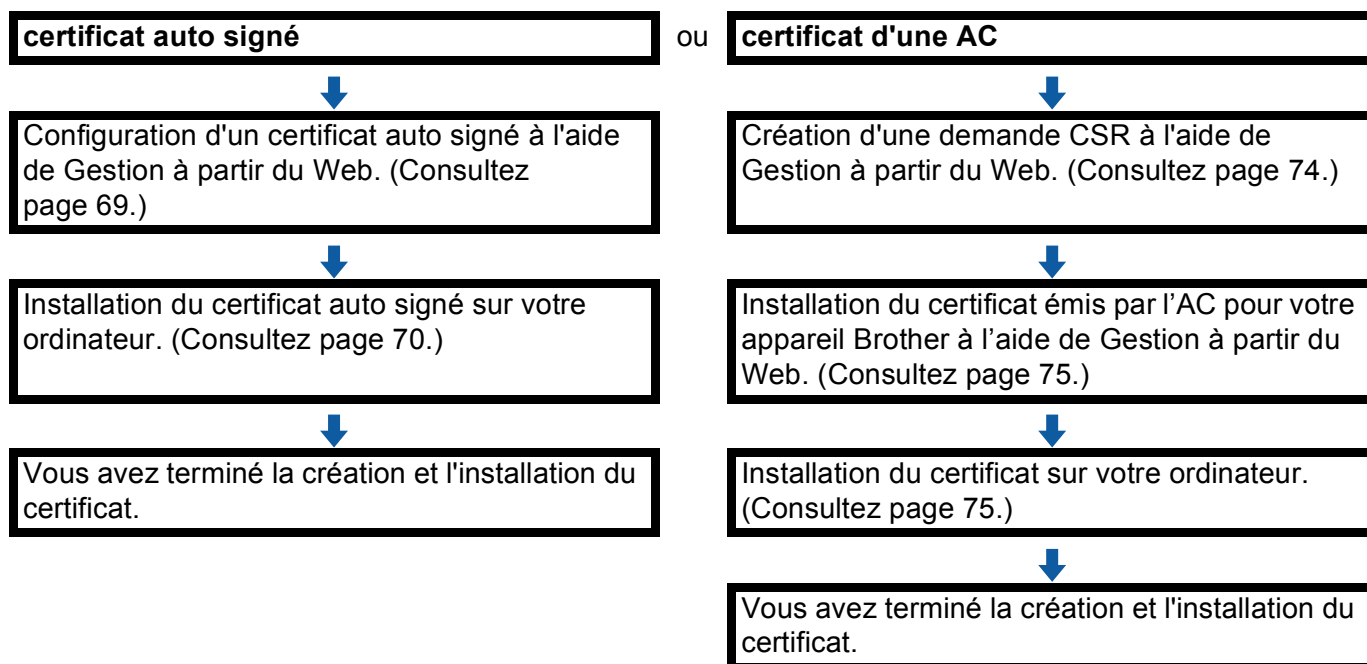 certificat auto signé
ou
certificat d'une AC
Configuration d'un certificat auto signé à l'aide
de Gestion à partir du Web. (Consultez
page 69.)
Création d'une demande CSR à l'aide de
Gestion à partir du Web. (Consultez page 74.)
Installation du certificat auto signé sur votre
ordinateur. (Consultez page 70.)
Installation du certificat émis par l’AC pour votre
appareil Brother à l’aide de Gestion à partir du
Web. (Consultez page 75.)
Vous avez terminé la création et l'installation du
certificat.
Installation du certificat sur votre ordinateur.
(Consultez page 75.)
Vous avez terminé la création et l'installation du
certificat.